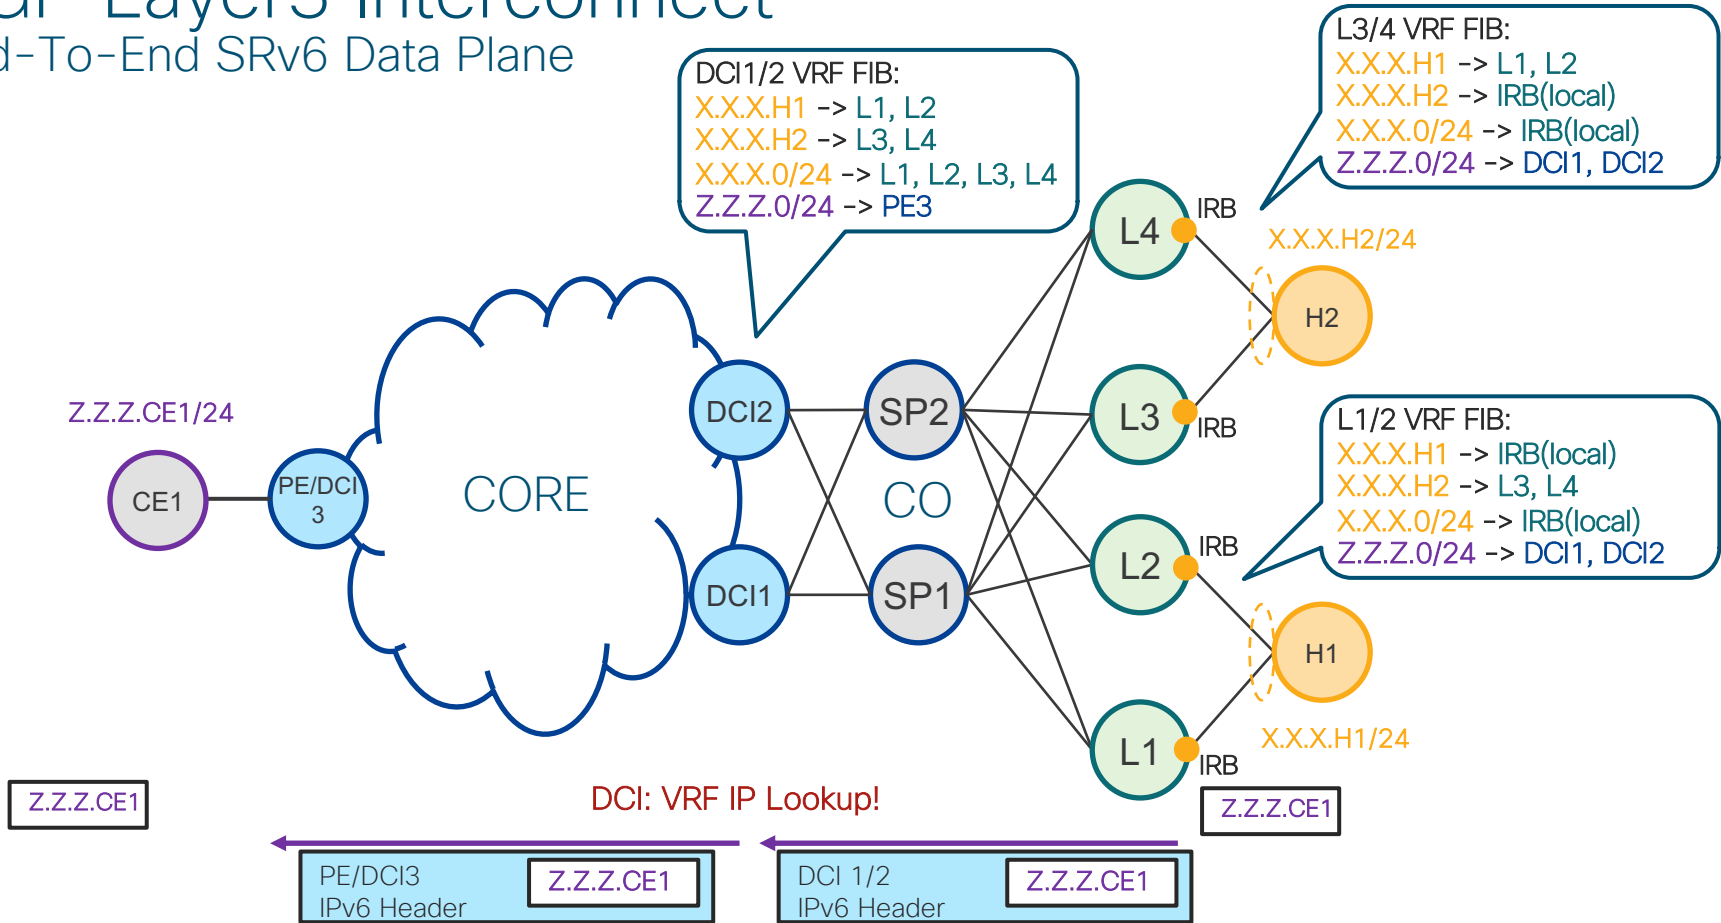 Layer3 Interconnect
d-To-End SRv6 Data Plane
DCI1/2 VRF FIB:
X.X.X.H1 -> L1, L2
X.X.X.H2 -> L3, L4
X.X.X.0/24 -> L1, L2, L3, L4
Z.Z.Z.0/24 -> PE3
L3/4 VRF FIB:
X.X.X.H1 -> L1, L2
X.X.X.H2 -> IRB(local)
X.X.X.0/24 -> IRB(local)
Z.Z.Z.0/24 -> DCI1, DCI2
L4
IRB
X.X.X.H2/24
H2
DCI2
SP2
L3
IRB
Z.Z.Z.CE1/24
CE1
PE/DCI
3
CORE
CO
L1/2 VRF FIB:
X.X.X.H1 -> IRB(local)
X.X.X.H2 -> L3, L4
X.X.X.0/24 -> IRB(local)
Z.Z.Z.0/24 -> DCI1, DCI2
L2
IRB
DCI1
SP1
H1
X.X.X.H1/24
L1
IRB
Z.Z.Z.CE1
DCI: VRF IP Lookup!
Z.Z.Z.CE1
PE/DCI3
IPv6 Header
Z.Z.Z.CE1
DCI 1/2
IPv6 Header
Z.Z.Z.CE1